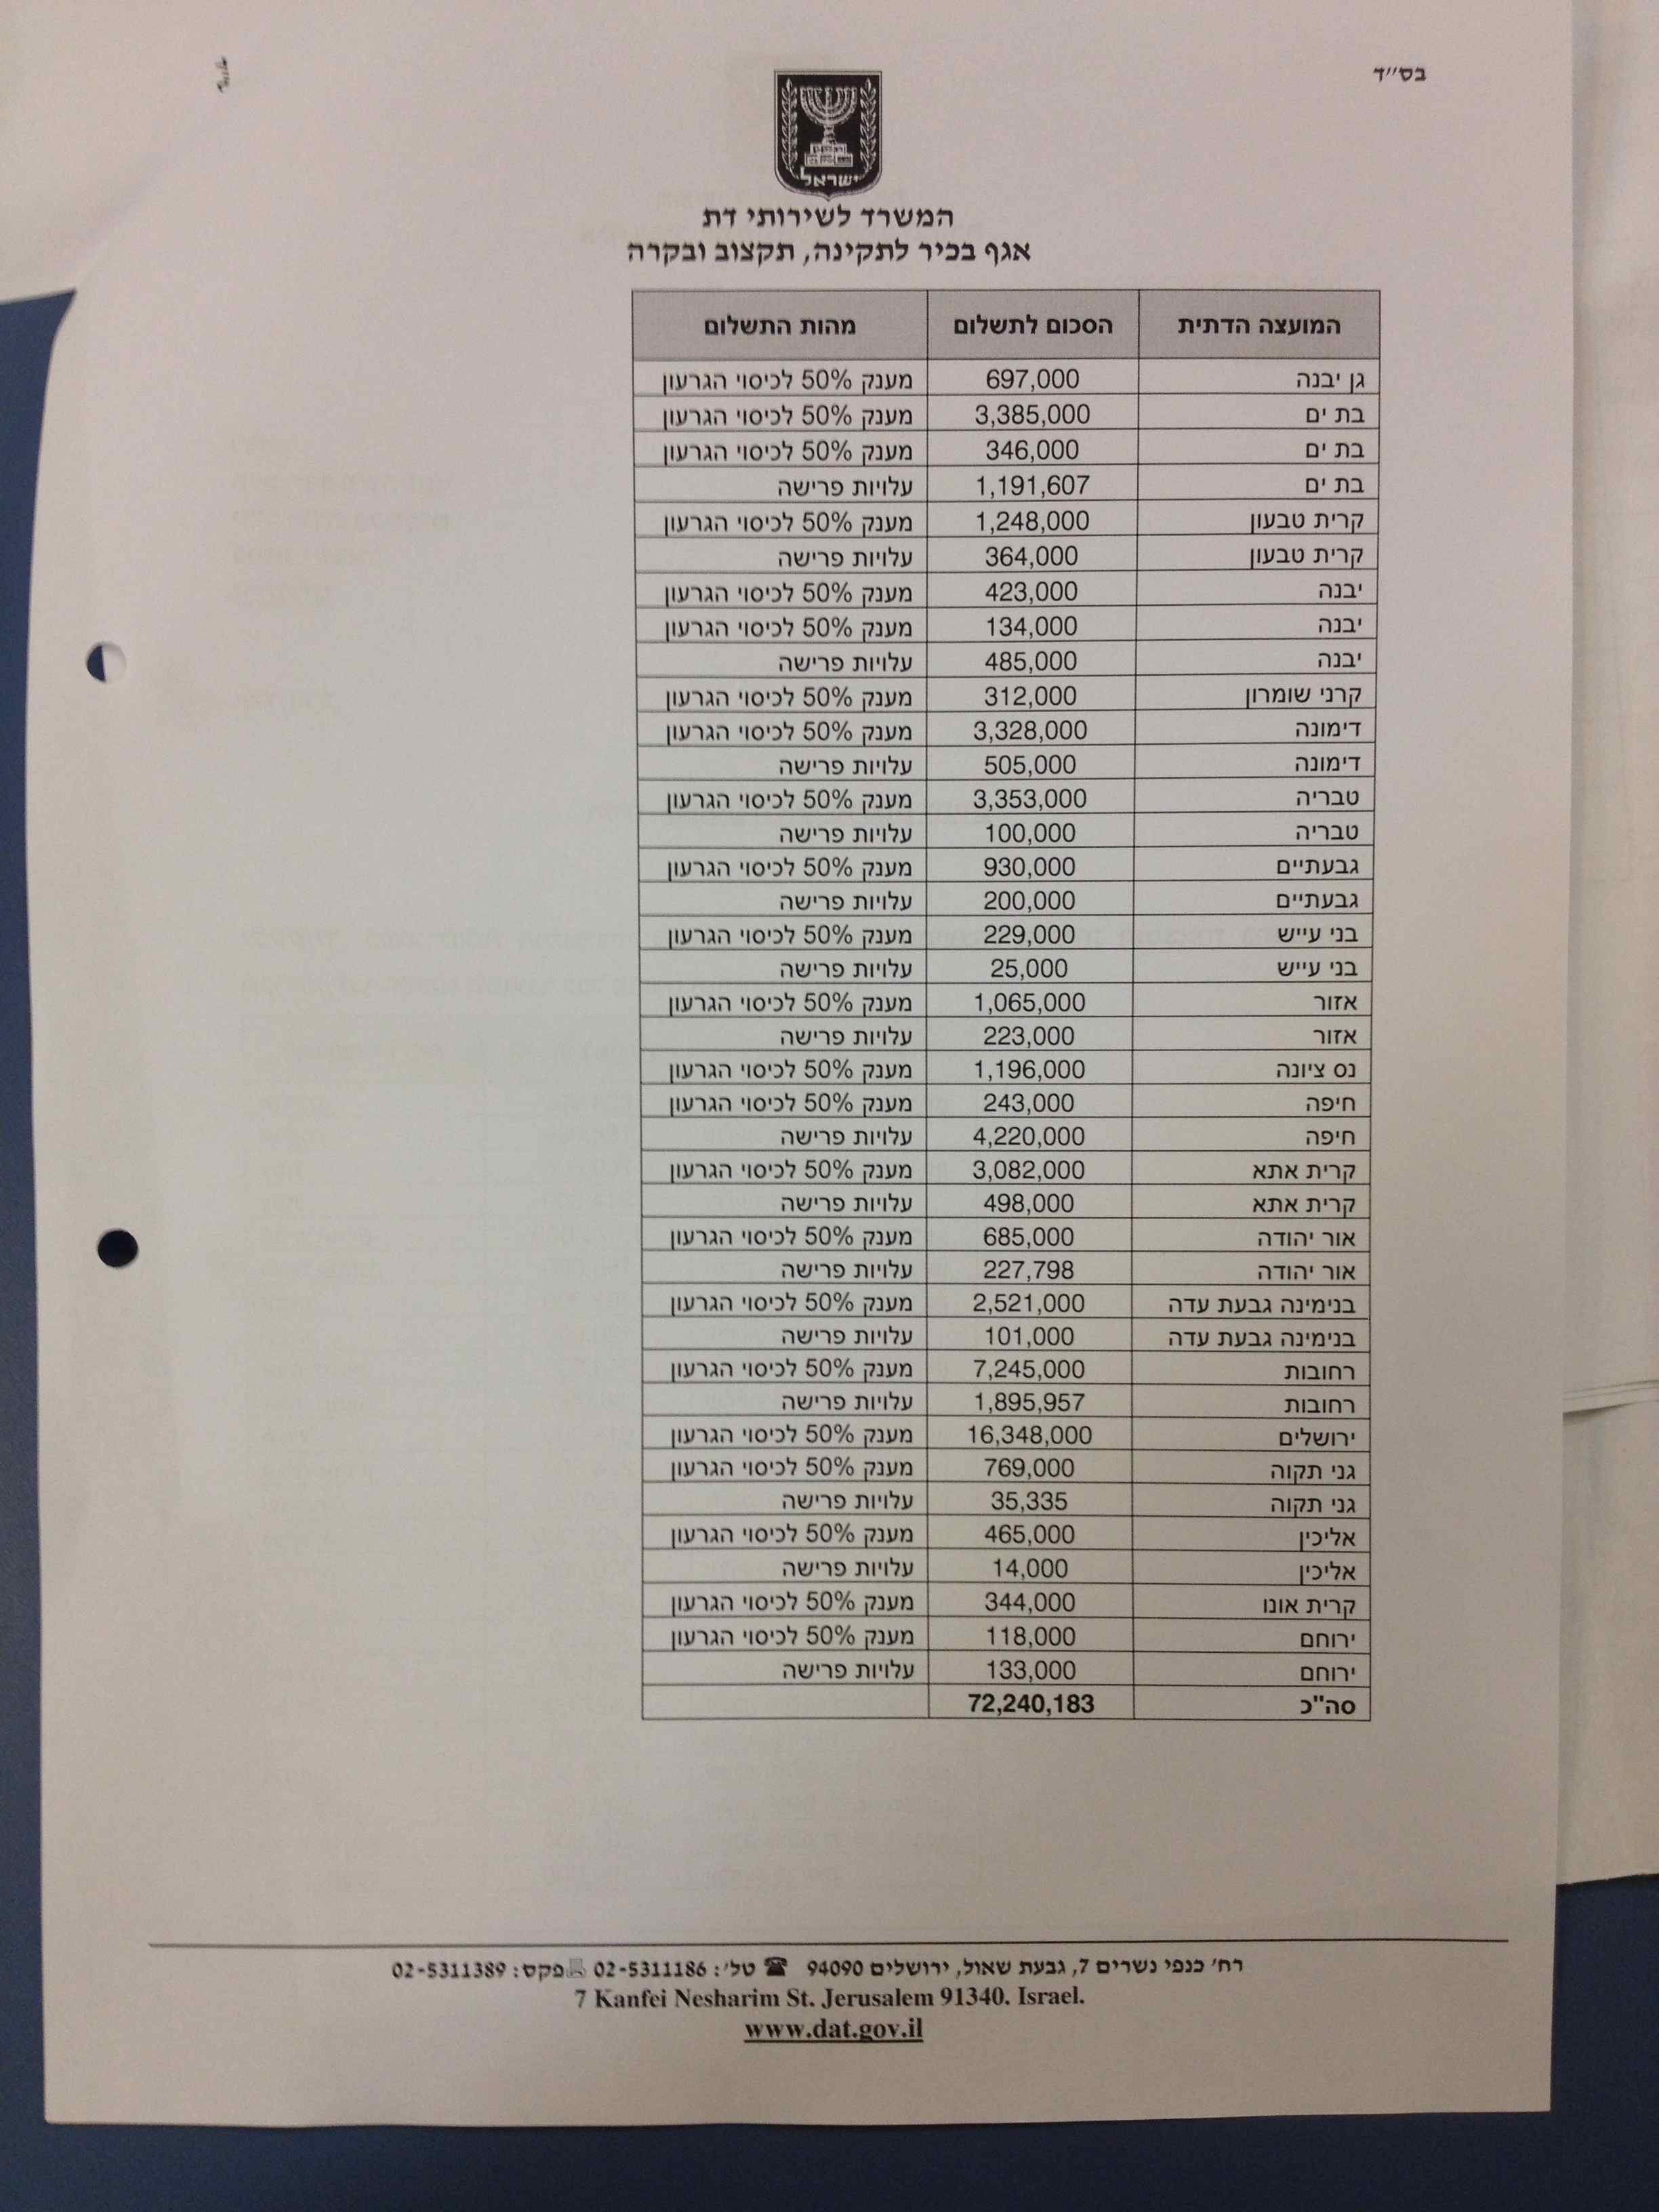 בס״ד
ישראל
המשרד לשירותי דת
אגף בכיר לתקינה, תקצוב ובקרה
המועצה הדתית הסכום לתשלום מהות התשלום
גן יבנה 697,000 מענק 50% לכיסוי הגרעון
בת ים 3,385,000 מענק 50% לכיסוי הגרעון
בת ים 346,000 מענק 50% לכיסוי הגרעון
בת ים 1,191,607 עלויות פרישה
קרית טבעון 1,248,000 מענק 50% לכיסוי הגרעון
קרית טבעון 364,000 עלויות פרישה
יבנה 423,000 מענק 50% לכיסוי הגרעון
יבנה 134,000 מענק 50% לכיסוי הגרעון
יבנה 485,000 עלויות פרישה
קרני שומרון 312,000 מענק 50% לכיסוי הגרעון
דימונה 3,328,000 מענק 50% לכיסוי הגרעון
דימונה 505,000 עלויות פרישה
טבריה 3,353,000 מענק 50% לכיסוי הגרעון
טבריה 100,000 עלויות פרישה
גבעתיים 930,000 מענק 50% לכיסוי הגרעון
גבעתיים 200,000 עלויות פרישה
בני עייש 229,000 מענק 50% לכיסוי הגרעון
בני עייש 25,000 עלויות פרישה
אזור 1,065,000 מענק 50% לכיסוי הגרעון
אזור 223,000 עלויות פרישה
נס ציונה 1,196,000 מענק 50% לכיסוי הגרעון
חיפה 243,000 מענק 50% לכיסוי הגרעון
חיפה 4,220,000 עלויות פרישה
קרית אתא 3,082,000 מענק 50% לכיסוי הגרעון
קרית אתא 498,000 עלויות פרישה
אור יהודה 685,000 מענק 50% לכיסוי הגרעון
אור יהודה 227,798 עלויות פרישה
בנימינה גבעת עדה 2,521,000 מענק 50% לכיסוי הגרעון
בנימינה גבעת עדה 101,000 עלויות פרישה
רחובות 7,245,000 מענק 50% לכיסוי הגרעון
רחובות 1,895,957 עלויות פרישה
ירושלים 16,348,000 מענק 50% לכיסוי הגרעון
גני תקוה 769,000 מענק 50% לכיסוי הגרעון
גני תקוה 35,335 עלויות פרישה
אליכין 465,000 מענק 50% לכיסוי הגרעון
אליכין 14,000 עלויות פרישה
קרית אונו 344,000 מענק 50% לכיסוי הגרעון
ירוחם 118,000 מענק 50% לכיסוי הגרעון
ירוחם 133,000 עלויות פרישה
סה"כ 72,240,183
רח׳ כנפי נשרים 7, גבעת שאול, ירושלים 94090 ☎ טל׳: 02-5311186 פקס: 02-5311389
7 Kanfei Nesharim St. Jerusalem 91340. Israel.
www.dat.gov.il